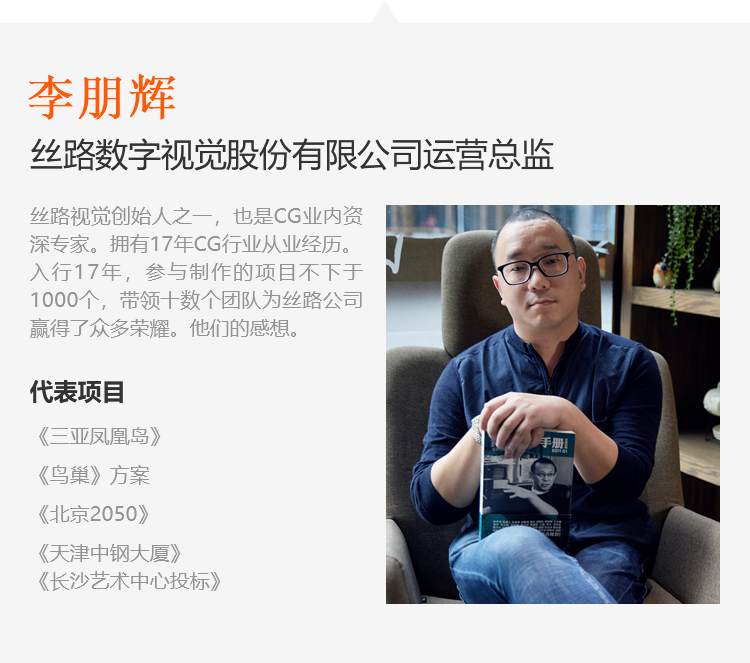 李朋辉
丝路数字视觉股份有限公司运营总监
丝路视觉创始人之一，也是CG业内资
深专家。拥有17年CG行业从业经历。
入行17年，参与制作的项目不下于
1000个，带领十数个团队为丝路公司
赢得了众多荣耀。他们的感想。
代表项目
《三亚凤凰岛》
《鸟巢》方案
《北京2050》
《天津中钢大厦》
《长沙艺术中心投标》
手册